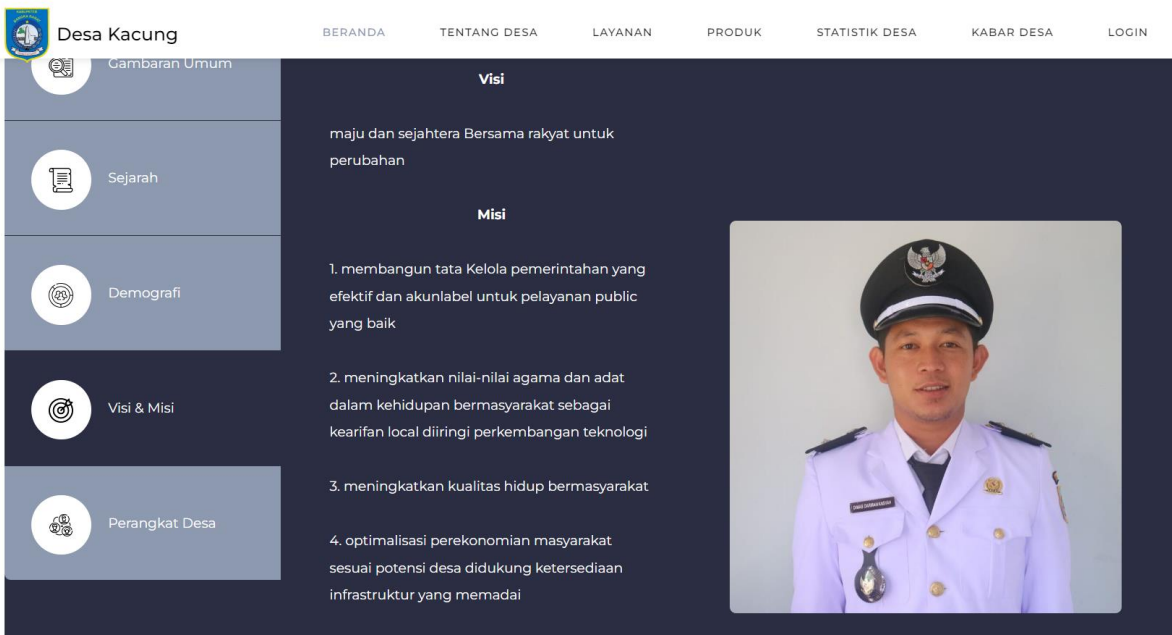 Desa Kacung
BERANDA
TENTANG DESA
LAYANAN
PRODUK
STATISTIK DESA
KABAR DESA
LOGIN
Gambaran Umum
Sejarah
Demografi
Visi & Misi
Perangkat Desa
Visi
maju dan sejahtera Bersama rakyat untuk
perubahan
Misi
1. membangun tata Kelola pemerintahan yang
efektif dan akunlabel untuk pelayanan public
yang baik
2. meningkatkan nilai-nilai agama dan adat
dalam kehidupan bermasyarakat sebagai
kearifan local diiringi perkembangan teknologi
3. meningkatkan kualitas hidup bermasyarakat
4. optimalisasi perekonomian masyarakat
sesuai potensi desa didukung ketersediaan
infrastruktur yang memadai